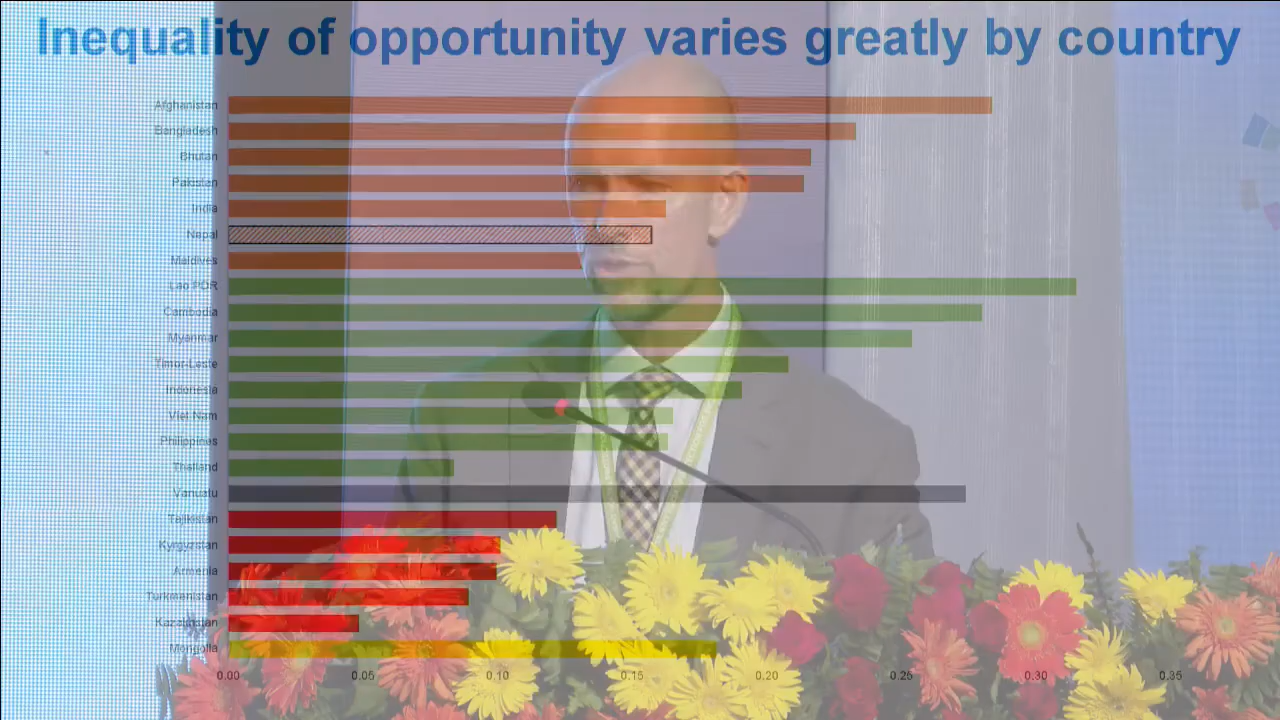 Inequality of opportunity varies greatly by country
Afghanistan
Bangladesh
Bhutan
Pakistan
India
Nepal
Maldives
Lao PDR
Cambodia
Myanmar
Timor-Leste
Indonesia
Viet Nam
Philippines
Thailand
Vanuatu
Tajikistan
Kyrgyzstan
Armenia
Turkmenistan
Kazakhstan
Mongolia
0.00 0.05 0.10 0.15 0.20 0.25 0.30 0.35